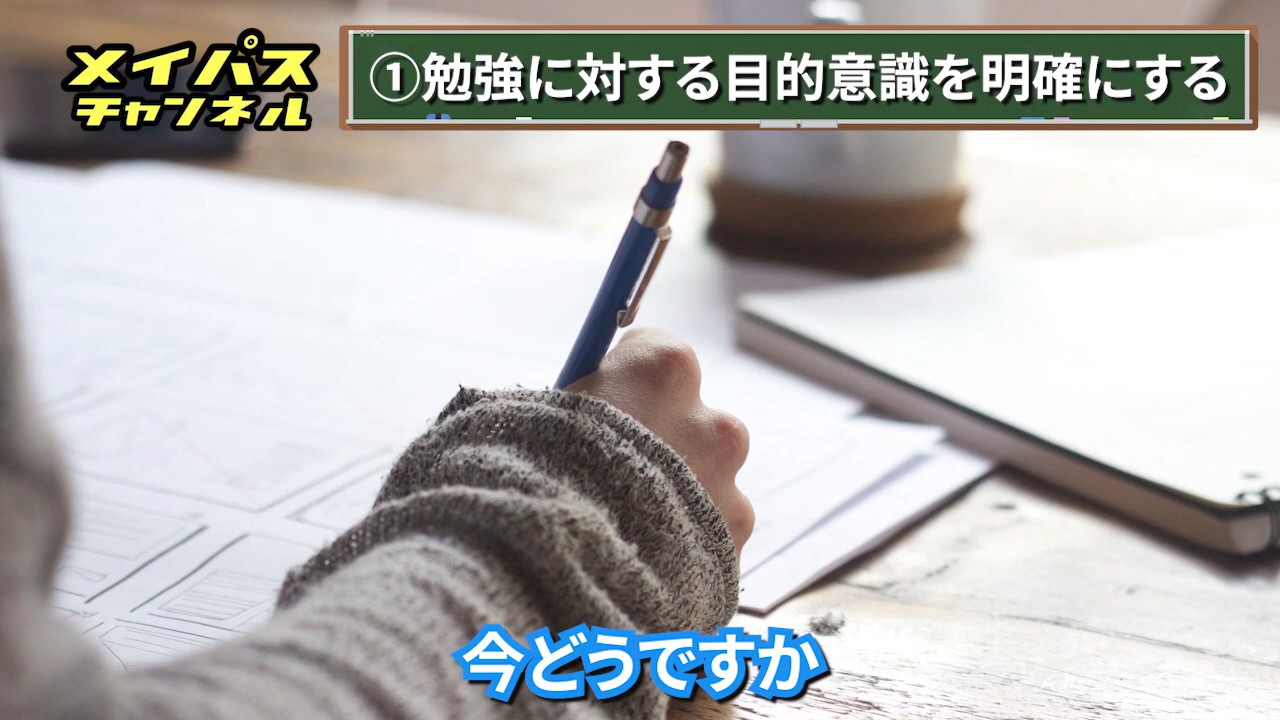 メイパス
チャンネル
①勉強に対する目的意識を明確にする
今どうですか